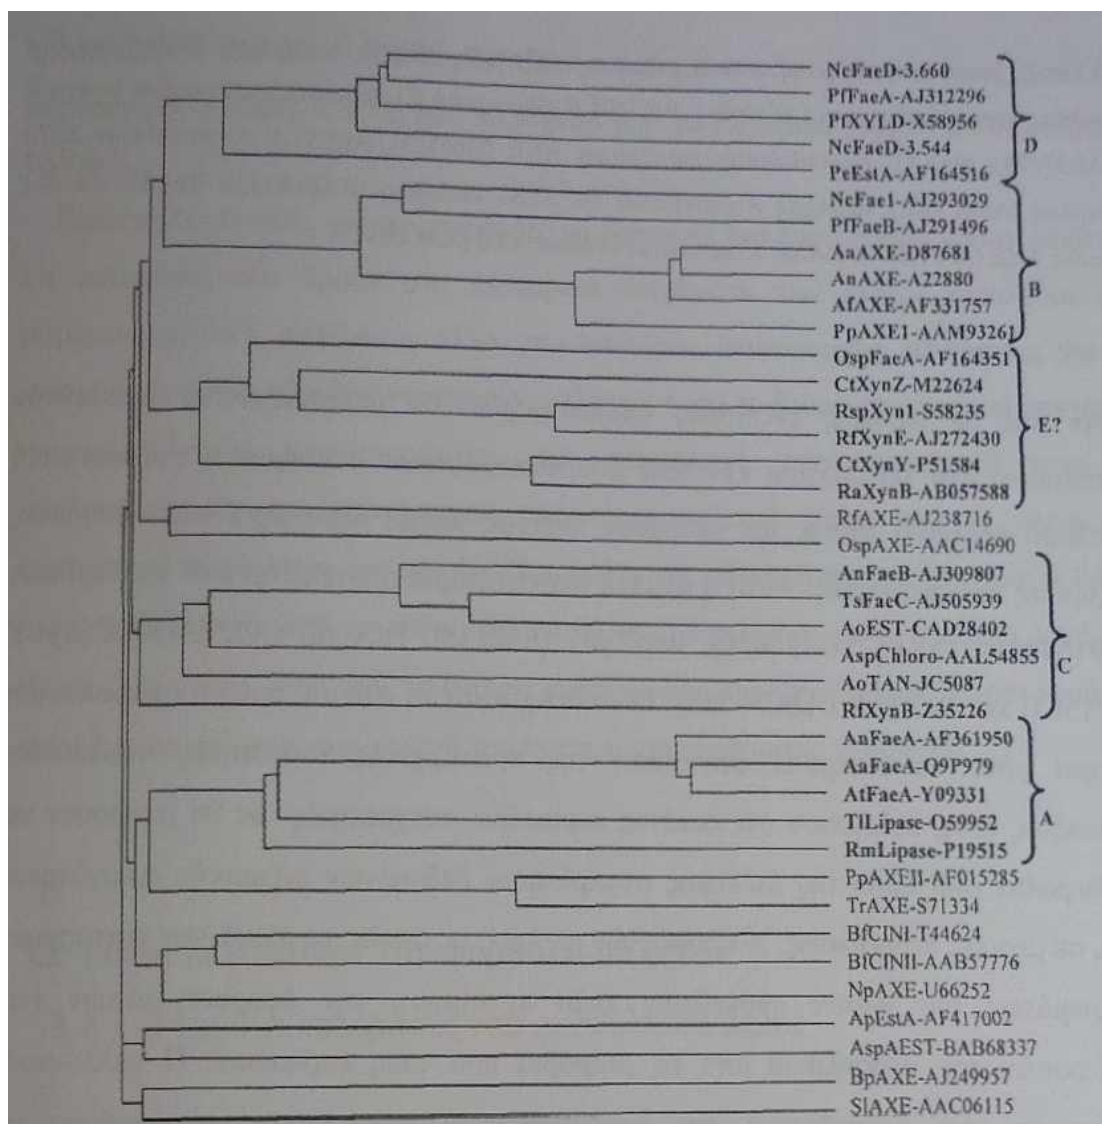 NcFaeD-3.660
PfFaeA-AJ312296
PfXYLD-X58956
NcFaeD-3.544
D
PeEstA-AF164516
NcFae1-AJ293029
PfFaeB-AJ291496
AaAXE-D87681
AnAXE-A22880
B
AfAXE-AF331757
PpAXE1-AAM93261
OspFaeA-AF164351
CtXynZ-M22624
RspXyn1-S58235
E?
RfXynE-AJ272430
CtXynY-P51584
RaXynB-AB057588
RfAXE-AJ238716
OspAXE-AAC14690
AnFaeB-AJ309807
TsFaeC-AJ505939
AoEST-CAD28402
AspChloro-AAL54855
C
AoTAN-JC5087
RfXynB-Z35226
AnFaeA-AF361950
AaFaeA-Q9P979
AtFaeA-Y09331
TlLipase-O59952
A
RmLipase-P19515
PpAXEII-AF015285
TrAXE-S71334
BfCINI-T44624
BfCINII-AAB57776
NpAXE-U66252
ApEstA-AF417002
AspAEST-BAB68337
BpAXE-AJ249957
SlAXE-AAC06115